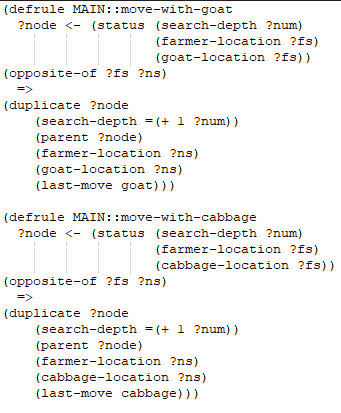 (defrule MAIN::move-with-goat
  ?node <- (status (search-depth ?num)
                   (farmer-location ?fs)
                   (goat-location ?fs))
(opposite-of ?fs ?ns)
  =>
(duplicate ?node
    (search-depth =(+ 1 ?num))
    (parent ?node)
    (farmer-location ?ns)
    (goat-location ?ns)
    (last-move goat)))

(defrule MAIN::move-with-cabbage
  ?node <- (status (search-depth ?num)
                   (farmer-location ?fs)
                   (cabbage-location ?fs))
(opposite-of ?fs ?ns)
  =>
(duplicate ?node
    (search-depth =(+ 1 ?num))
    (parent ?node)
    (farmer-location ?ns)
    (cabbage-location ?ns)
    (last-move cabbage)))